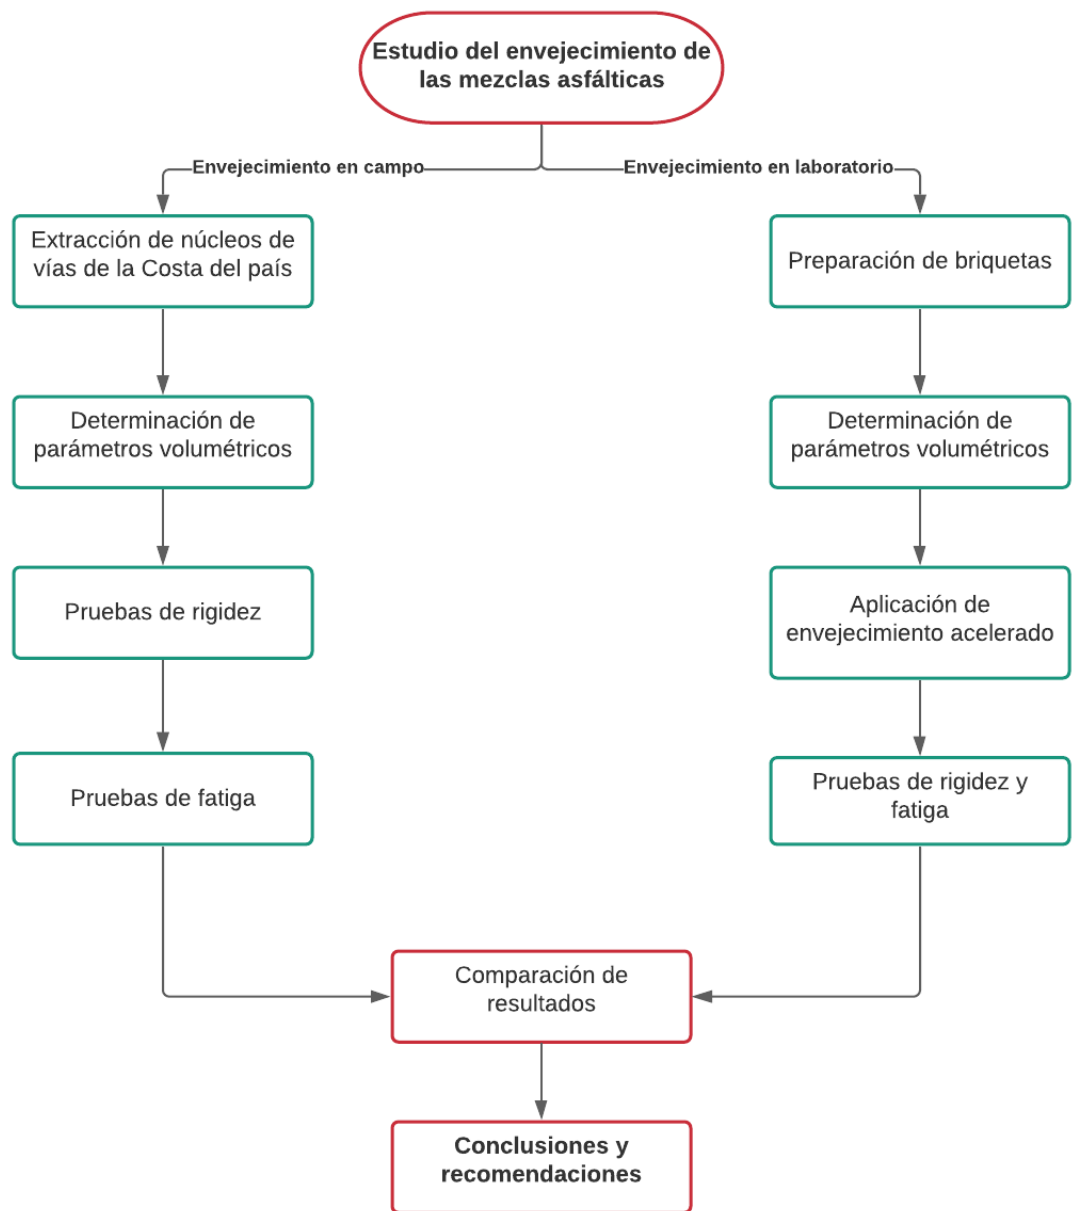 Estudio del envejecimiento de
las mezclas asfálticas
Envejecimiento en campo
Envejecimiento en laboratorio
Extracción de núcleos de
vías de la Costa del país
Preparación de briquetas
Determinación de
parámetros volumétricos
Determinación de
parámetros volumétricos
Pruebas de rigidez
Aplicación de
envejecimiento acelerado
Pruebas de fatiga
Pruebas de rigidez y
fatiga
Comparación de
resultados
Conclusiones y
recomendaciones